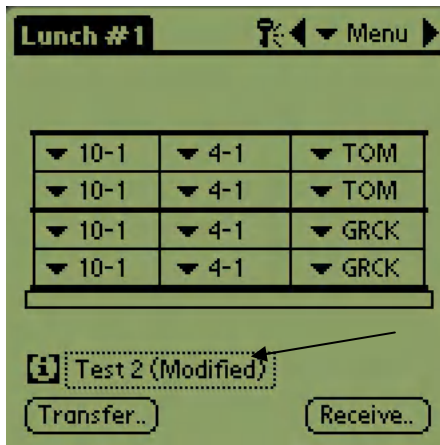 Lunch #1 Menu
10-1 4-1 TOM
10-1 4-1 TOM
10-1 4-1 GRCK
10-1 4-1 GRCK
[i] Test 2 (Modified)
Transfer.. Receive..